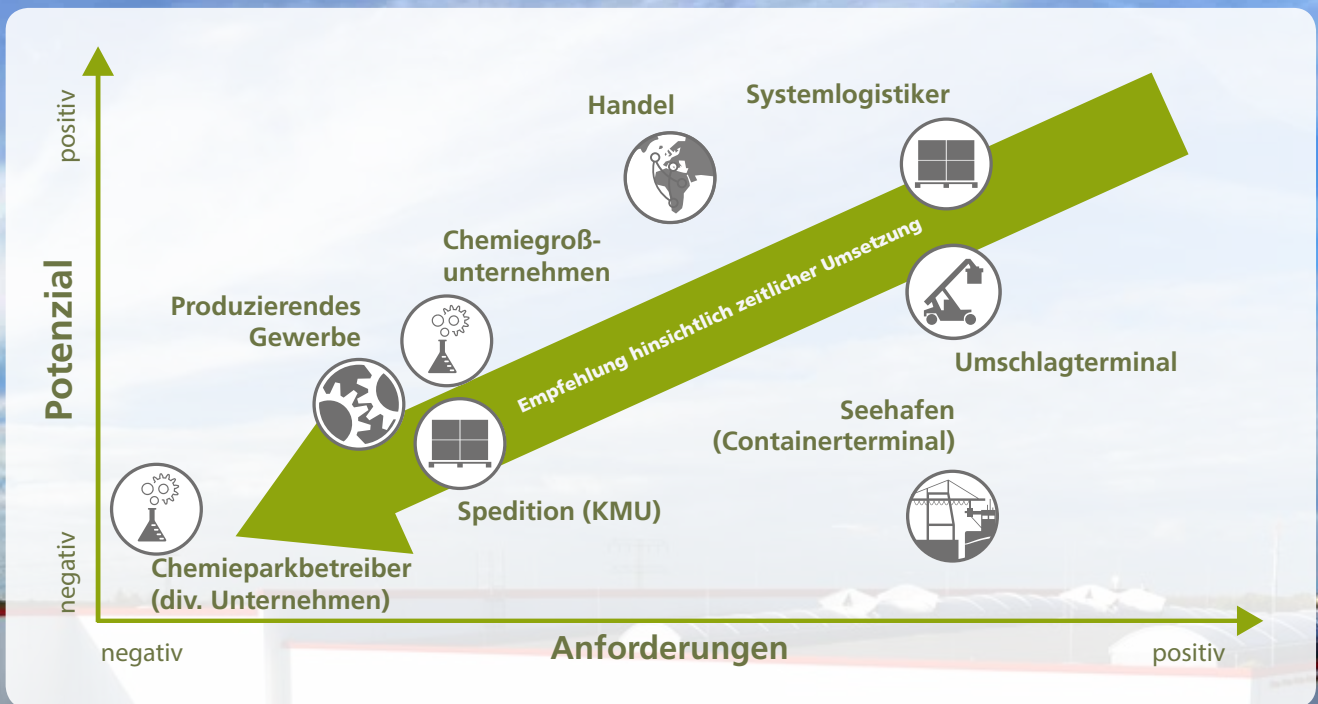 positiv
Potenzial
negativ
Handel
Systemlogistiker
Chemiegroß-
unternehmen
Produzierendes
Gewerbe
Empfehlung hinsichtlich zeitlicher Umsetzung
Umschlagterminal
Seehafen
(Containerterminal)
Spedition (KMU)
Chemieparkbetreiber
(div. Unternehmen)
negativ
Anforderungen
positiv